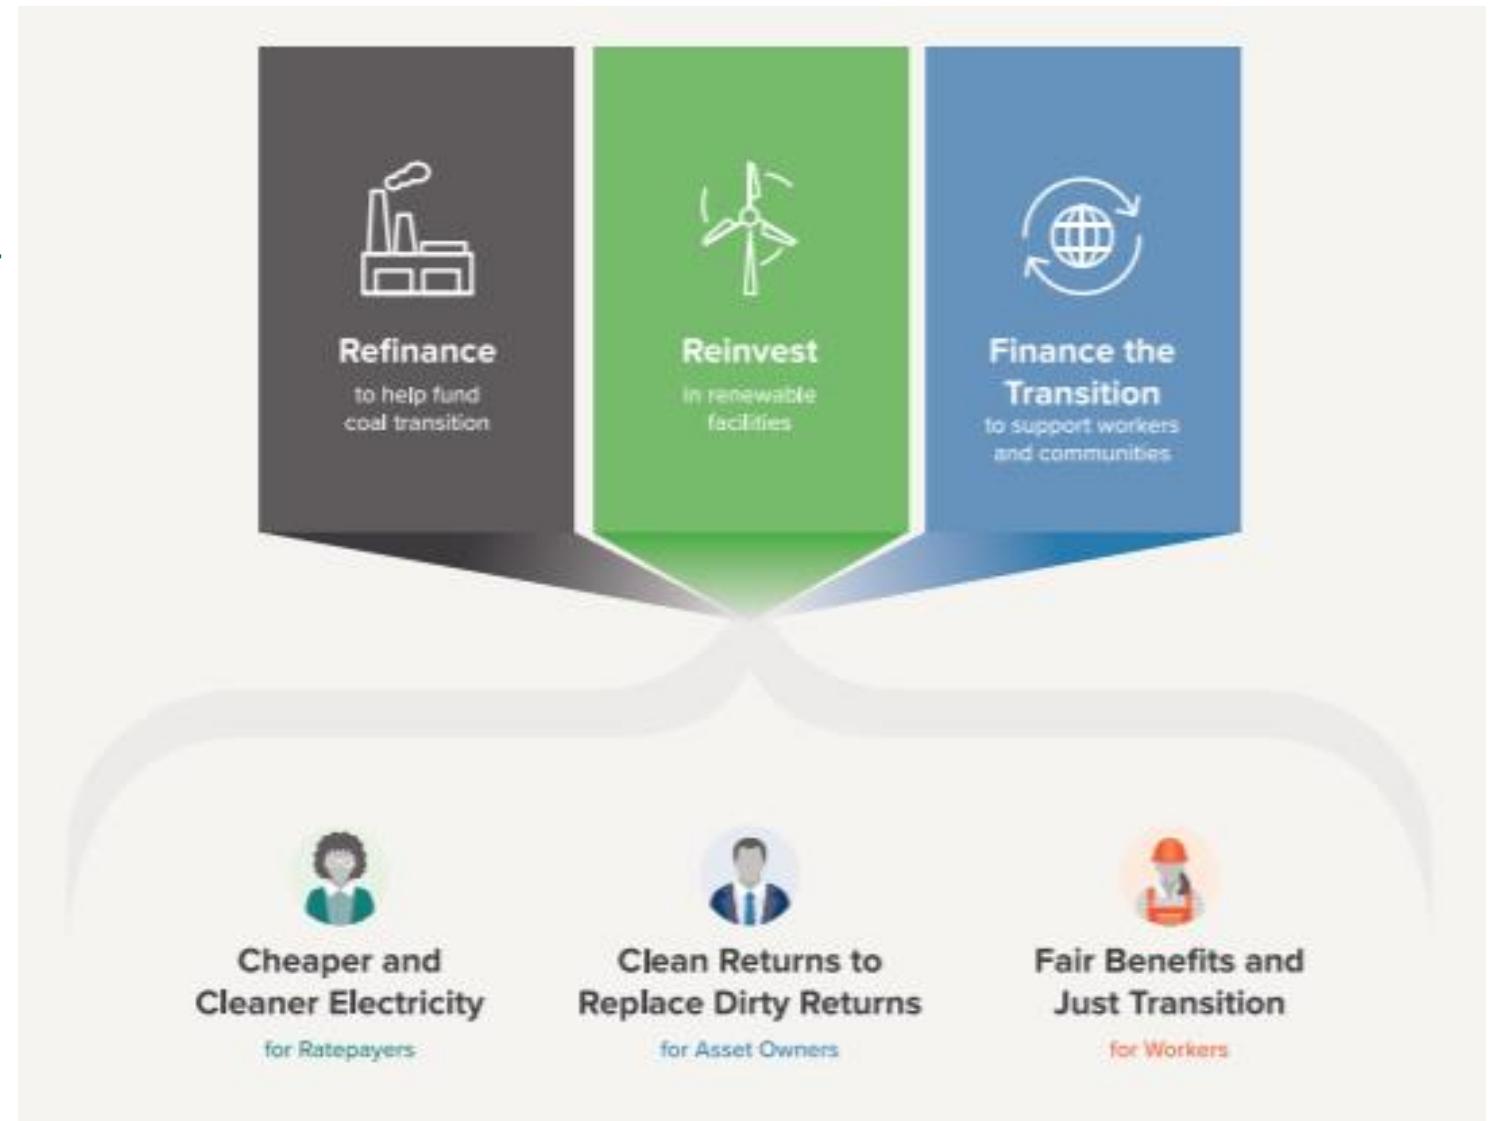 Refinance
to help fund
coal transition
Reinvest
in renewable
facilities
Finance the
Transition
to support workers
and communities
Cheaper and
Cleaner Electricity
for Ratepayers
Clean Returns to
Replace Dirty Returns
for Asset Owners
Fair Benefits and
Just Transition
for Workers